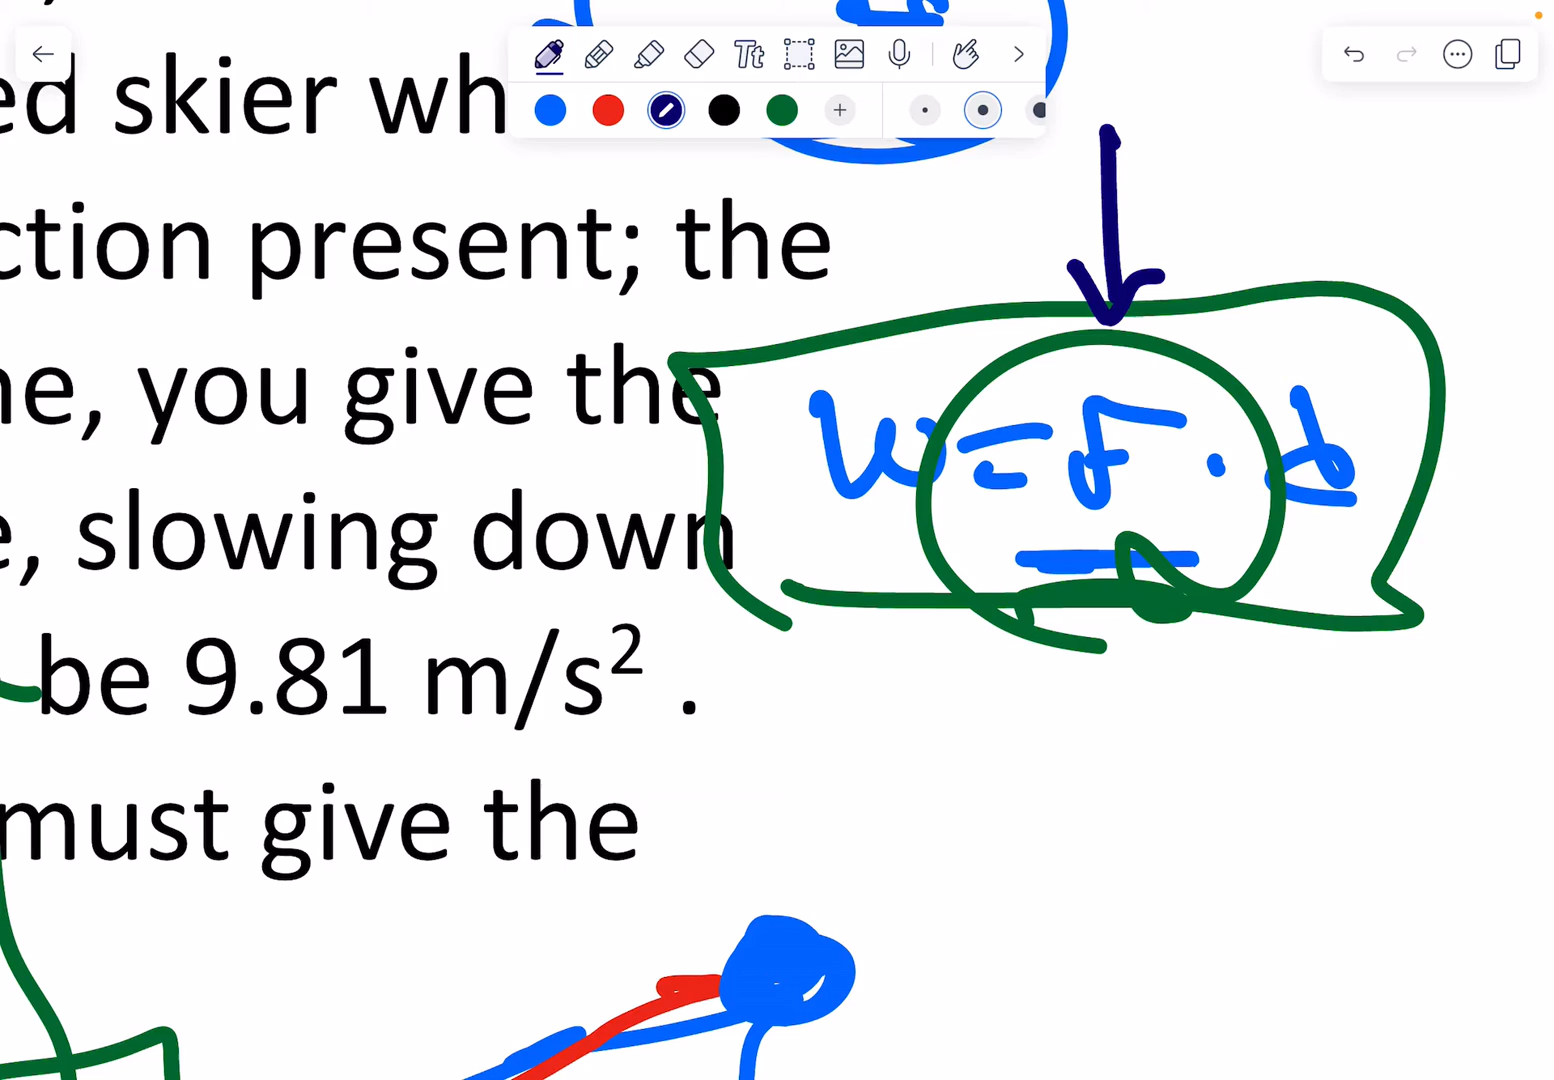 Tt
ed skier wh
ction present; the
ne, you give the
W = F · d
e, slowing down
be 9.81 m/s².
must give the